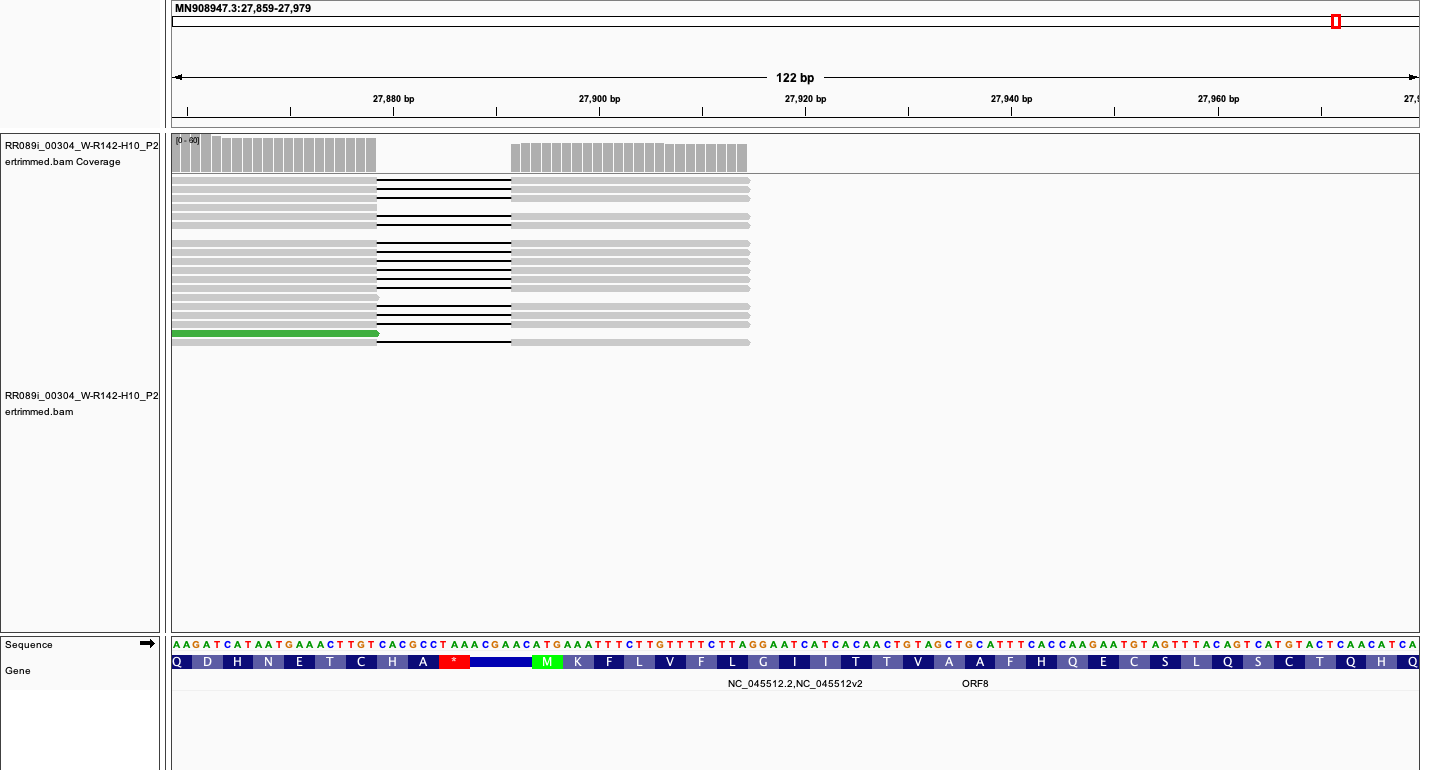 MN908947.3:27,859-27,979
122 bp
27,880 bp 27,900 bp 27,920 bp 27,940 bp 27,960 bp 27,9
RR089i_00304_W-R142-H10_P2
ertrimmed.bam Coverage
[0 - 60]
RR089i_00304_W-R142-H10_P2
ertrimmed.bam
Sequence
AAGATCATAATGAAACTTGTCACGCCTAAACGAACATGAAATTTCTTGTTTTCTTAGGAATCATCACAACTGTAGCTGCATTTCACCAAGAATGTAGTTTACAGTCATGTACTCAACATCA
Gene
Q D H N E T C H A * M K F L V F L G I I T T V A A F H Q E C S L Q S C T Q H Q
NC_045512.2,NC_045512v2 ORF8